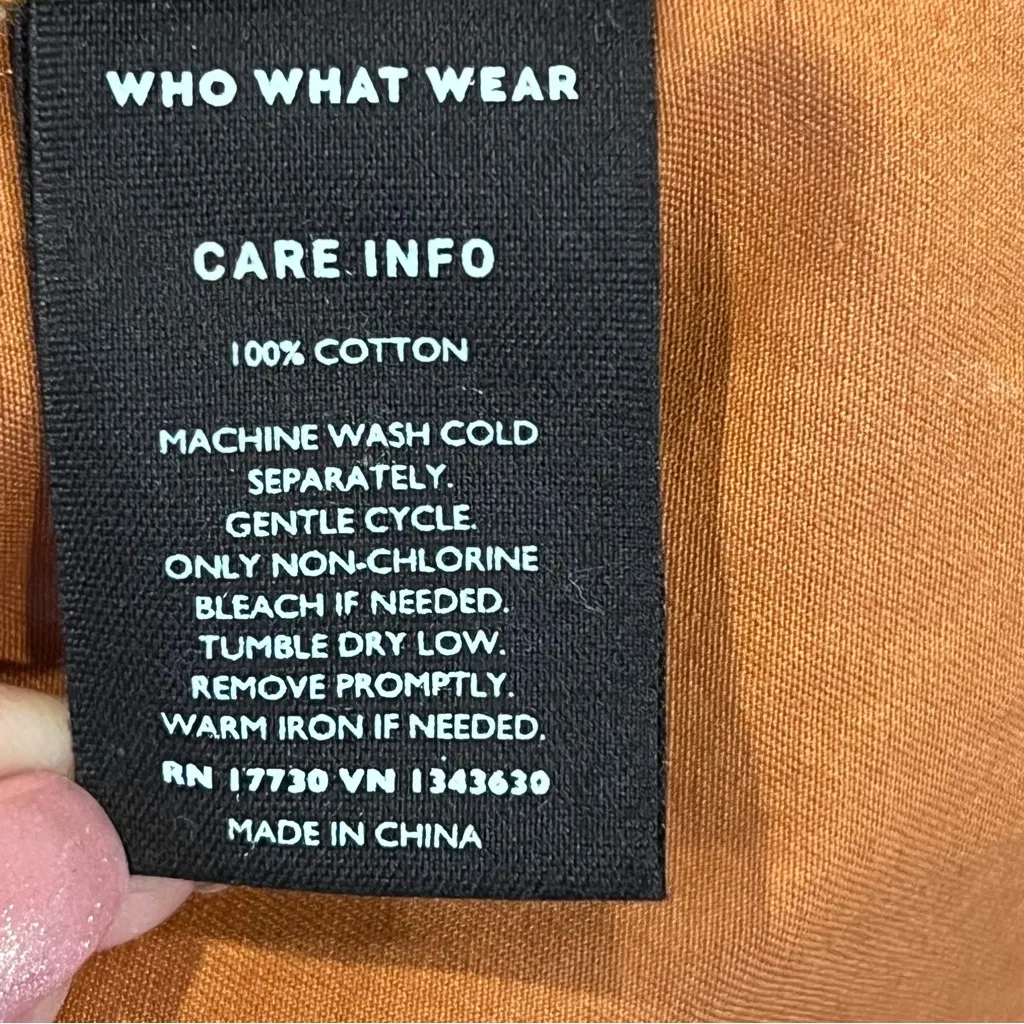 WHO WHAT WEAR
CARE INFO
100% COTTON
MACHINE WASH COLD
SEPARATELY.
GENTLE CYCLE.
ONLY NON-CHLORINE
BLEACH IF NEEDED.
TUMBLE DRY LOW.
REMOVE PROMPTLY.
WARM IRON IF NEEDED.
RN 17730 VN 1343630
MADE IN CHINA